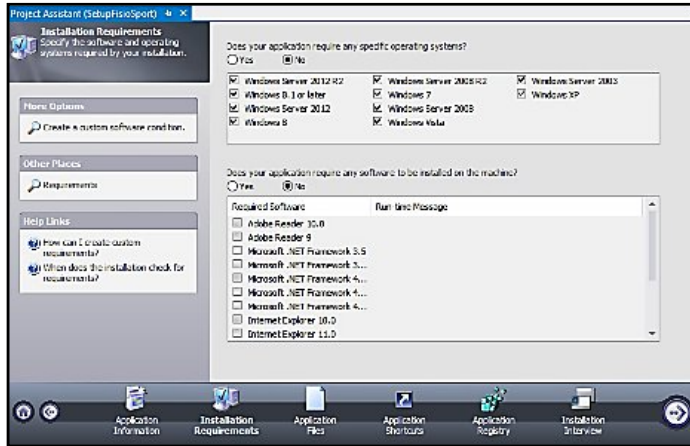 Project Assistant (SetupFisioSport)
Installation Requirements
Specify the software and operating
systems required by your installation.
More Options
Create a custom software condition.
Other Places
Requirements
Help Links
How can I create custom
requirements?
When does the installation check for
requirements?
Does your application require any specific operating systems?
Yes No
Windows Server 2012 R2 Windows Server 2008 R2 Windows Server 2003
Windows 8.1 or later Windows 7 Windows XP
Windows Server 2012 Windows Server 2008
Windows 8 Windows Vista
Does your application require any software to be installed on the machine?
Yes No
Required Software Run-time Message
Adobe Reader 10.0
Adobe Reader 9
Microsoft .NET Framework 3.5
Microsoft .NET Framework 3...
Microsoft .NET Framework 4...
Microsoft .NET Framework 4...
Microsoft .NET Framework 4...
Internet Explorer 10.0
Internet Explorer 11.0
Application Information
Installation Requirements
Application Files
Application Shortcuts
Application Registry
Installation Interview